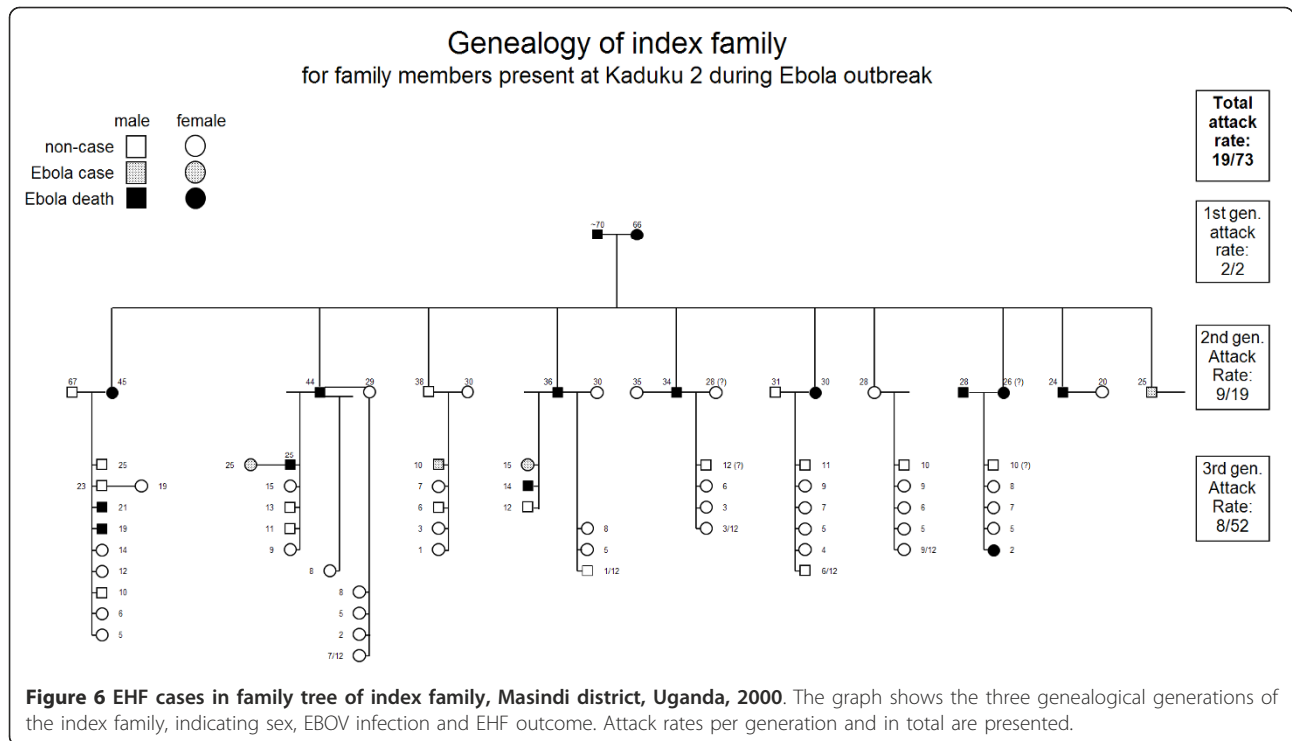 Genealogy of index family
for family members present at Kaduku 2 during Ebola outbreak
male female
non-case
Ebola case
Ebola death
Total
attack
rate:
19/73
1st gen.
attack
rate:
2/2
2nd gen.
Attack
Rate:
9/19
3rd gen.
Attack
Rate:
8/52
~70 66
67 45 44 29 38 30 36 30 35 34 28 (?) 31 30 28 28 26 (?) 24 20 25
25
23 19
21
19
14
12
10
6
5
26 25
15
13
11
9
8
8
5
2
7/12
10
7
6
3
1
15
14
12
8
5
1/12
12 (?)
6
3
3/12
11
9
7
5
4
6/12
10
9
6
5
9/12
10 (?)
8
7
5
2
Figure 6 EHF cases in family tree of index family, Masindi district, Uganda, 2000. The graph shows the three genealogical generations of
the index family, indicating sex, EBOV infection and EHF outcome. Attack rates per generation and in total are presented.